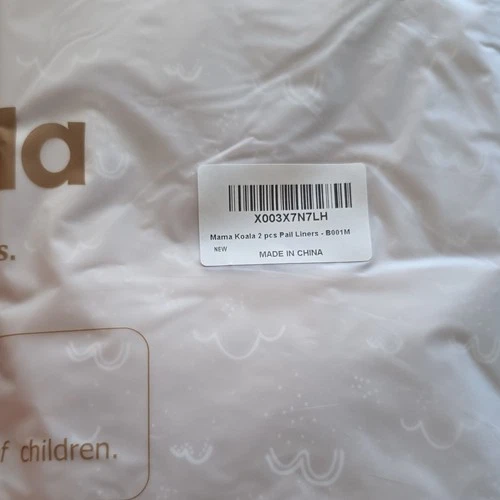 la
s.
X003X7N7LH
Mama Koala 2 pcs Pail Liners - B001M
NEW
MADE IN CHINA
f children.